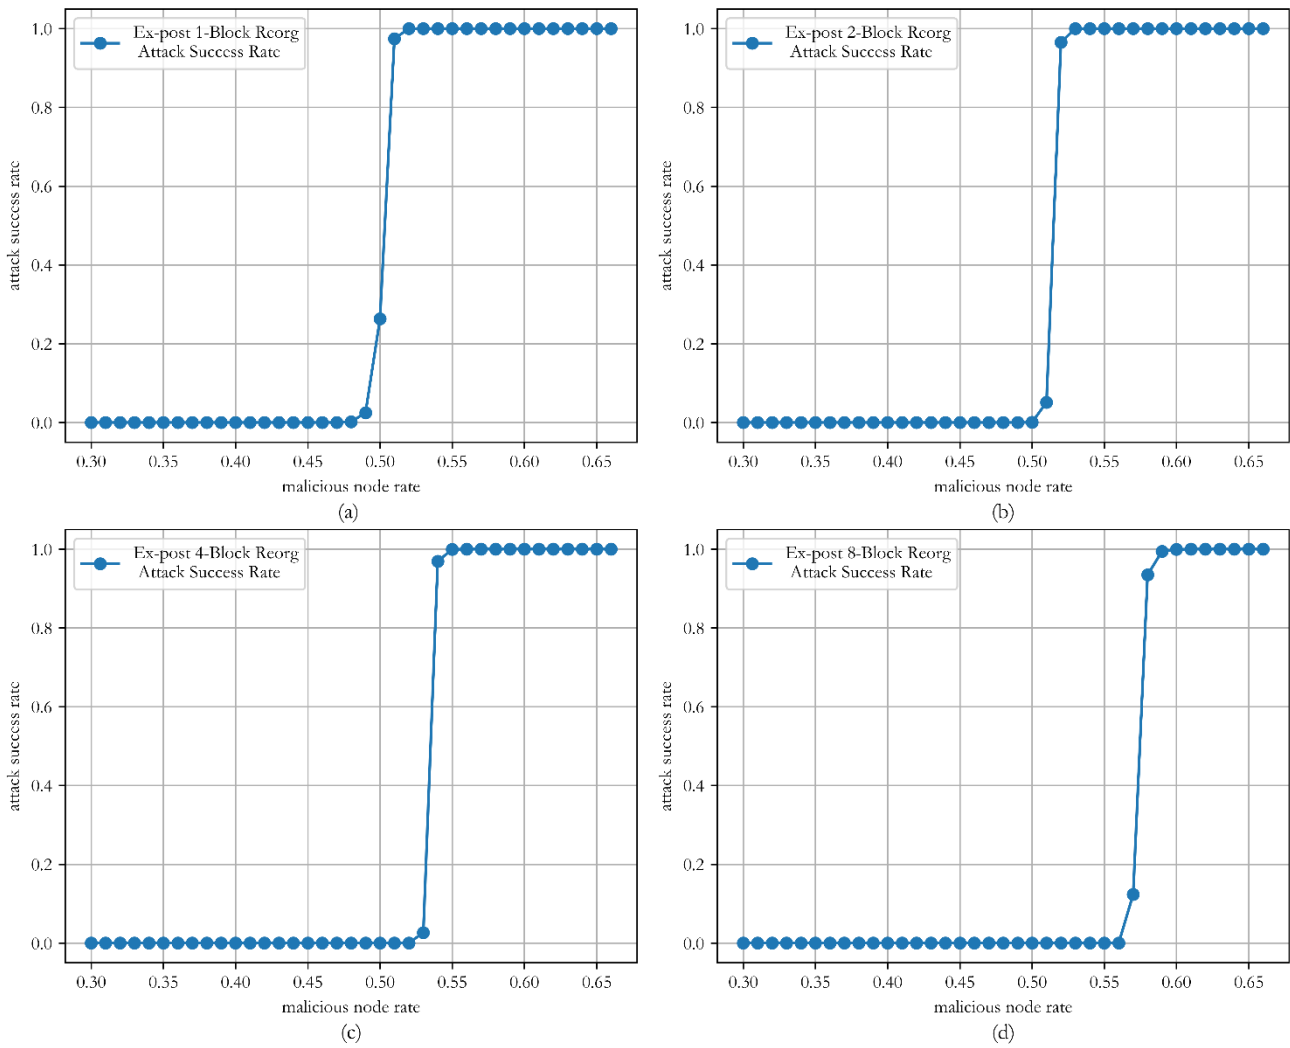 Ex-post 1-Block Reorg
Attack Success Rate
1.0
0.8
0.6
0.4
0.2
0.0
attack success rate
0.30 0.35 0.40 0.45 0.50 0.55 0.60 0.65
malicious node rate
(a)
Ex-post 2-Block Reorg
Attack Success Rate
1.0
0.8
0.6
0.4
0.2
0.0
attack success rate
0.30 0.35 0.40 0.45 0.50 0.55 0.60 0.65
malicious node rate
(b)
Ex-post 4-Block Reorg
Attack Success Rate
1.0
0.8
0.6
0.4
0.2
0.0
attack success rate
0.30 0.35 0.40 0.45 0.50 0.55 0.60 0.65
malicious node rate
(c)
Ex-post 8-Block Reorg
Attack Success Rate
1.0
0.8
0.6
0.4
0.2
0.0
attack success rate
0.30 0.35 0.40 0.45 0.50 0.55 0.60 0.65
malicious node rate
(d)